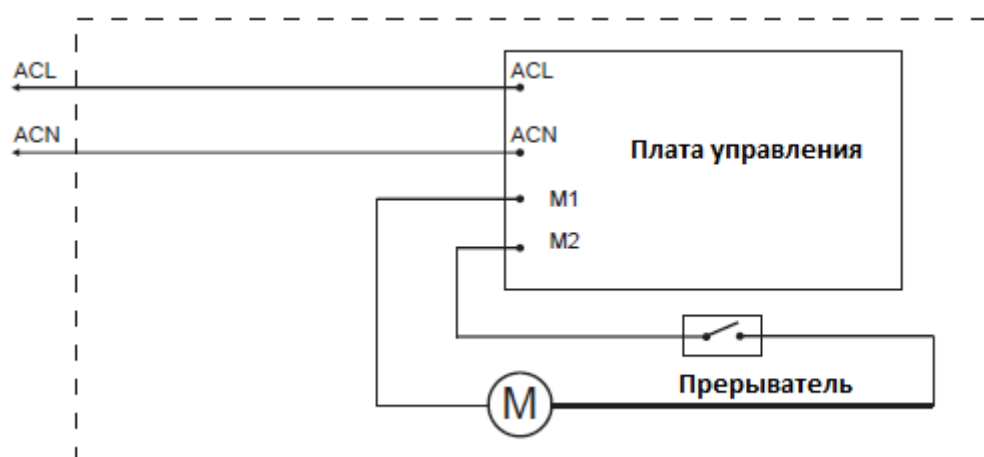 ACL
ACL
ACN
ACN
Плата управления
M1
M2
Прерыватель
M